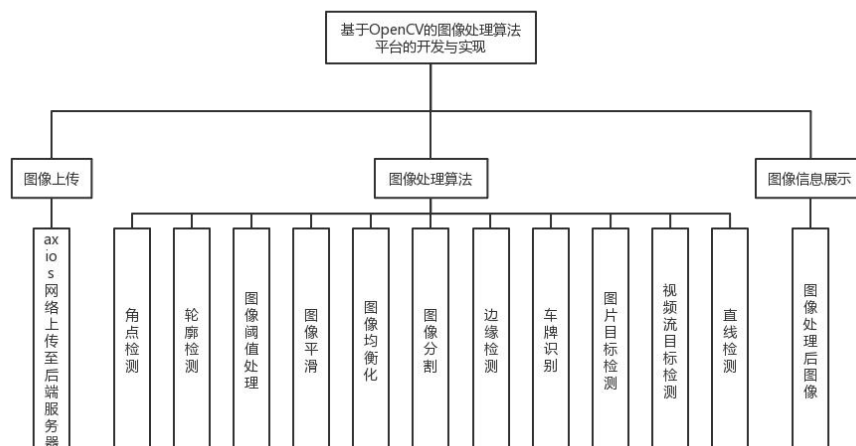 基于OpenCV的图像处理算法
平台的开发与实现
图像上传
图像处理算法
图像信息展示
axios网络上传至后端服务器
角点检测
轮廓检测
图像阈值处理
图像平滑
图像均衡化
图像分割
边缘检测
车牌识别
图片目标检测
视频流目标检测
直线检测
图像处理后图像